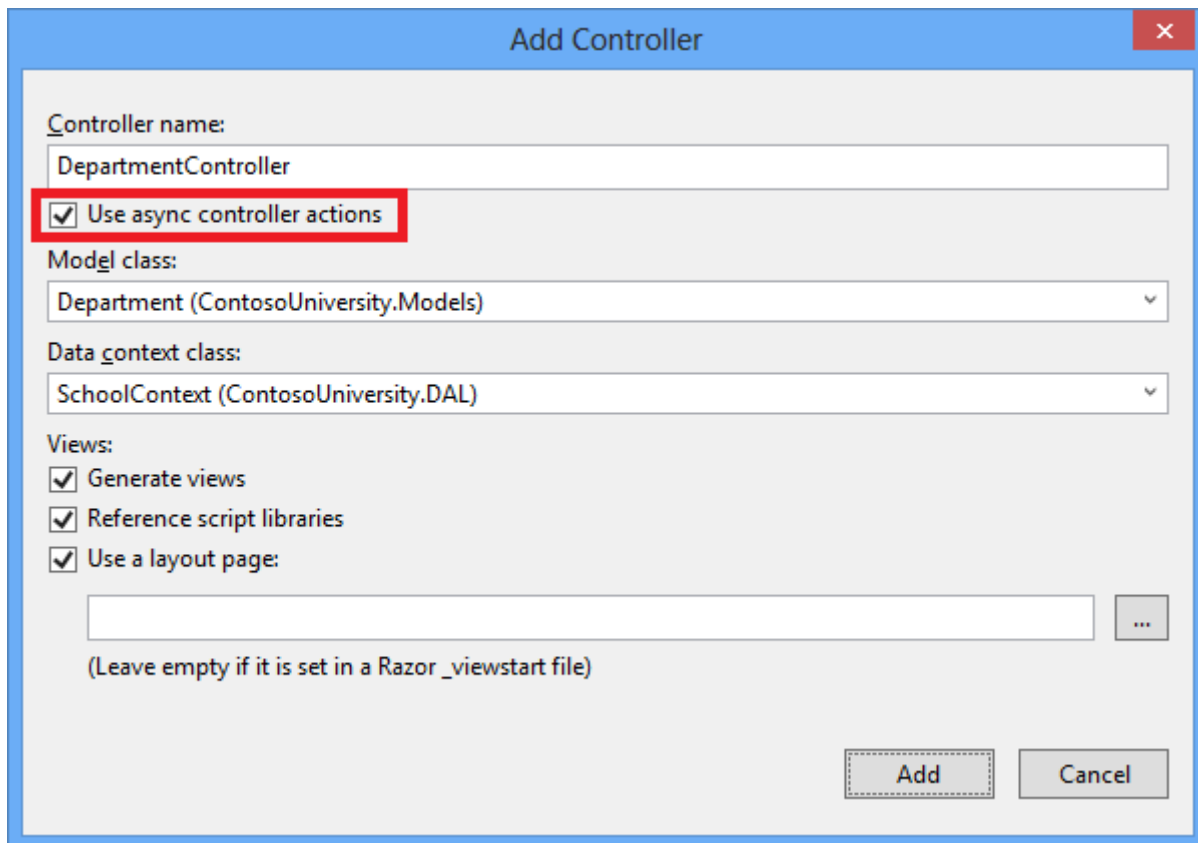 Add Controller
Controller name:
DepartmentController
Use async controller actions
Model class:
Department (ContosoUniversity.Models)
Data context class:
SchoolContext (ContosoUniversity.DAL)
Views:
Generate views
Reference script libraries
Use a layout page:
...
(Leave empty if it is set in a Razor _viewstart file)
Add Cancel